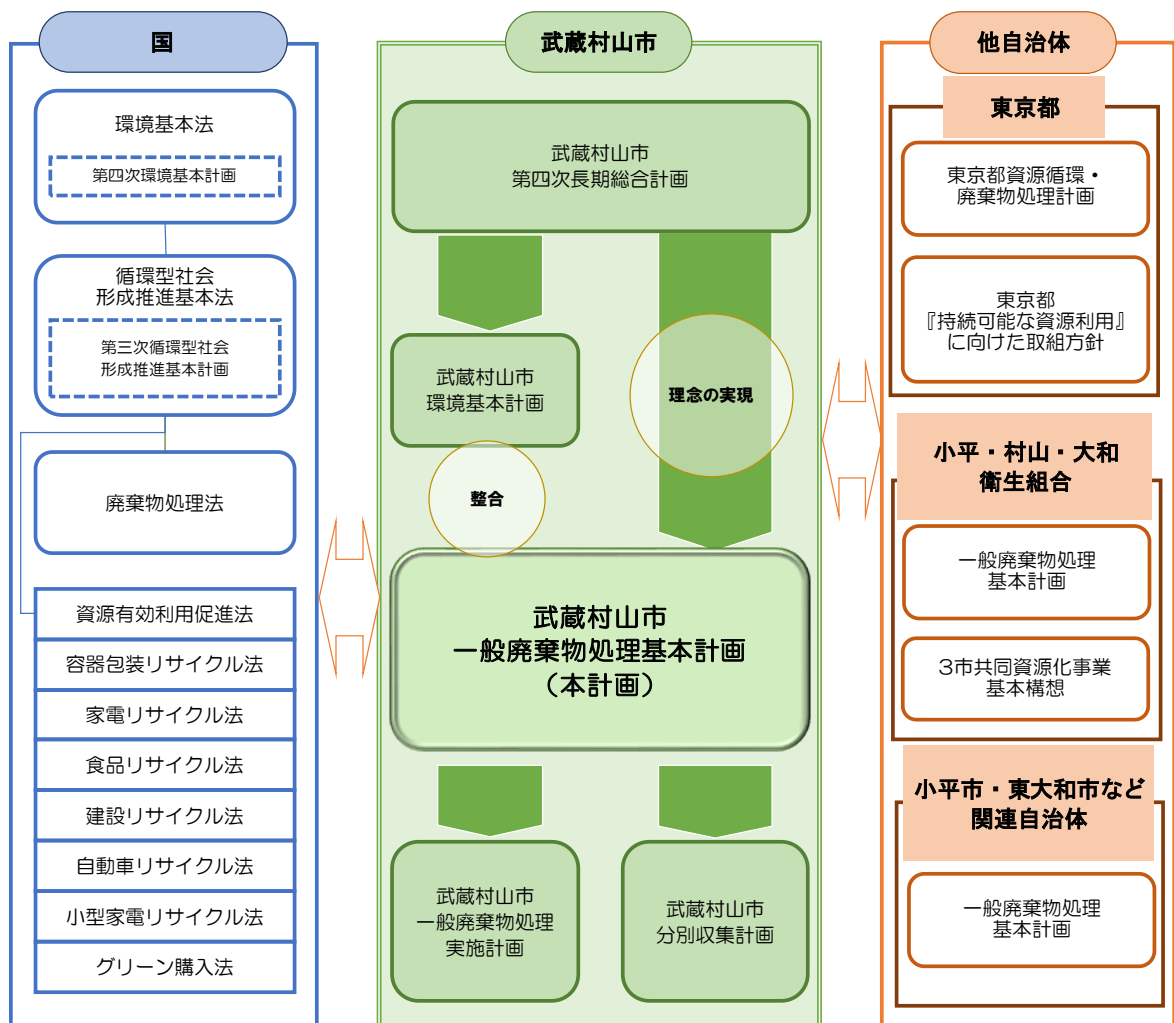 国
環境基本法
第四次環境基本計画
循環型社会
形成推進基本法
第三次循環型社会
形成推進基本計画
廃棄物処理法
資源有効利用促進法
容器包装リサイクル法
家電リサイクル法
食品リサイクル法
建設リサイクル法
自動車リサイクル法
小型家電リサイクル法
グリーン購入法
武蔵村山市
武蔵村山市
第四次長期総合計画
武蔵村山市
環境基本計画
理念の実現
整合
武蔵村山市
一般廃棄物処理基本計画
(本計画)
武蔵村山市
一般廃棄物処理
実施計画
武蔵村山市
分別収集計画
他自治体
東京都
東京都資源循環・
廃棄物処理計画
東京都
『持続可能な資源利用』
に向けた取組方針
小平・村山・大和
衛生組合
一般廃棄物処理
基本計画
3市共同資源化事業
基本構想
小平市・東大和市など
関連自治体
一般廃棄物処理
基本計画